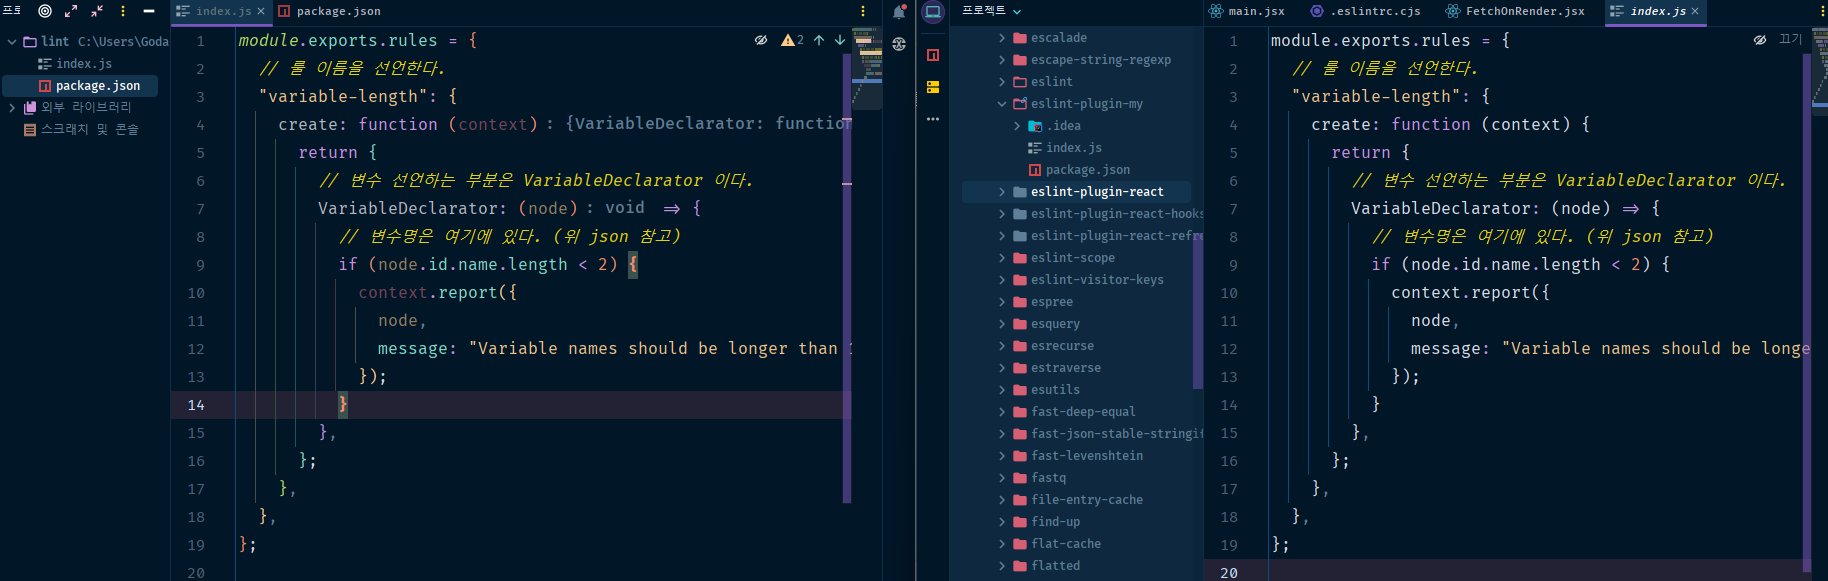 프로
index.js
package.json
lint C:\Users\Goda
index.js
package.json
외부 라이브러리
스크래치 및 콘솔
2
1 module.exports.rules = {
2 // 룰 이름을 선언한다.
3 "variable-length": {
4 create: function (context) : {VariableDeclarator: function
5 return {
6 // 변수 선언하는 부분은 VariableDeclarator 이다.
7 VariableDeclarator: (node) : void => {
8 // 변수명은 여기에 있다. (위 json 참고)
9 if (node.id.name.length < 2) {
10 context.report({
11 node,
12 message: "Variable names should be longer than
13 });
14 }
15 },
16 };
17 },
18 },
19 };
20
프로젝트
escalade
escape-string-regexp
eslint
eslint-plugin-my
.idea
index.js
package.json
eslint-plugin-react
eslint-plugin-react-hooks
eslint-plugin-react-refre
eslint-scope
eslint-visitor-keys
espree
esquery
esrecurse
estraverse
esutils
fast-deep-equal
fast-json-stable-stringif
fast-levenshtein
fastq
file-entry-cache
find-up
flat-cache
flatted
main.jsx
.eslintrc.cjs
FetchOnRender.jsx
index.js
끄기
1 module.exports.rules = {
2 // 룰 이름을 선언한다.
3 "variable-length": {
4 create: function (context) {
5 return {
6 // 변수 선언하는 부분은 VariableDeclarator 이다.
7 VariableDeclarator: (node) => {
8 // 변수명은 여기에 있다. (위 json 참고)
9 if (node.id.name.length < 2) {
10 context.report({
11 node,
12 message: "Variable names should be longe
13 });
14 }
15 },
16 };
17 },
18 },
19 };
20